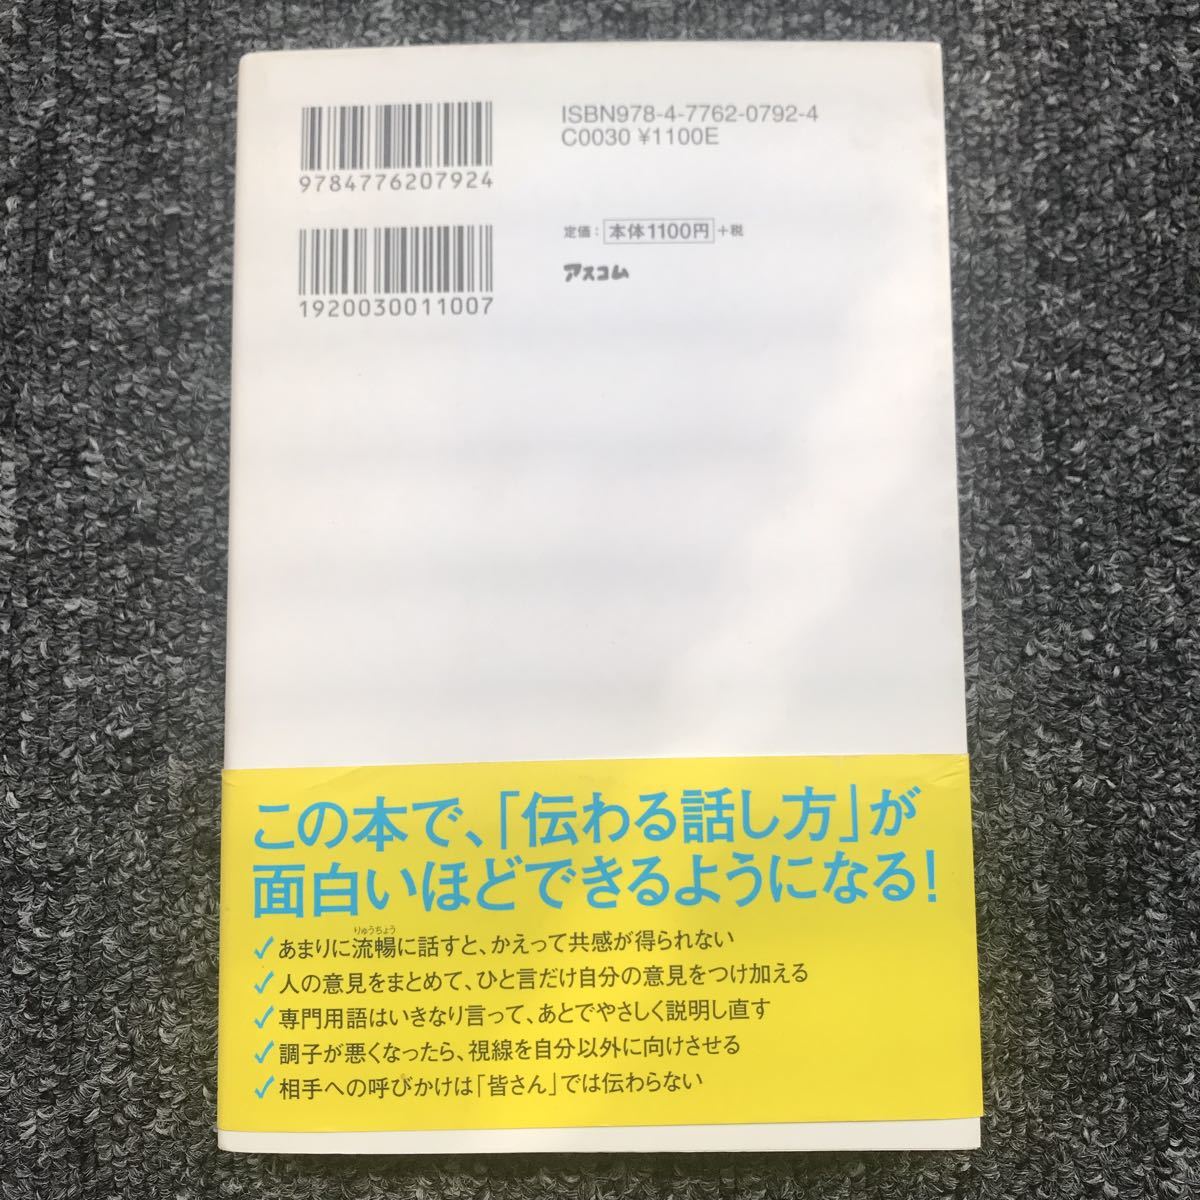 9784776207924
ISBN978-4-7762-0792-4
C0030 ¥1100E
1920030011007
定価：本体1100円+税
アスコム
この本で、「伝わる話し方」が
面白いほどできるようになる！
りゅうちょう
✓あまりに流暢に話すと、かえって共感が得られない
✓人の意見をまとめて、ひと言だけ自分の意見をつけ加える
✓専門用語はいきなり言って、あとでやさしく説明し直す
✓調子が悪くなったら、視線を自分以外に向けさせる
✓相手への呼びかけは「皆さん」では伝わらない